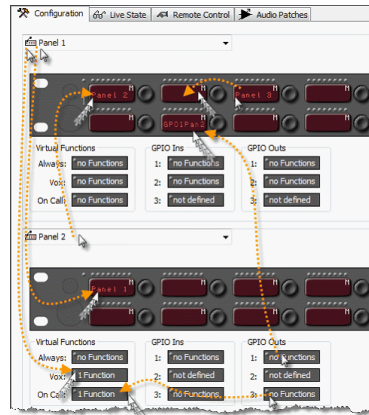 Configuration Live State Remote Control Audio Patches
Panel 1
M M M M
Panel 2 Panel 3
M M M M
GPO1Pan2
Virtual Functions GPIO Ins GPIO Outs
Always: no Functions 1: no Functions 1: no Functions
Vox: no Functions 2: no Functions 2: no Functions
On Call: no Functions 3: not defined 3: not defined
Panel 2
M M M M
Panel 1
M M M M
Virtual Functions GPIO Ins GPIO Outs
Always: no Functions 1: no Functions 1: no Functions
Vox: 1 Function 2: not defined 2: not defined
On Call: 1 Function 3: no Functions 3: no Functions